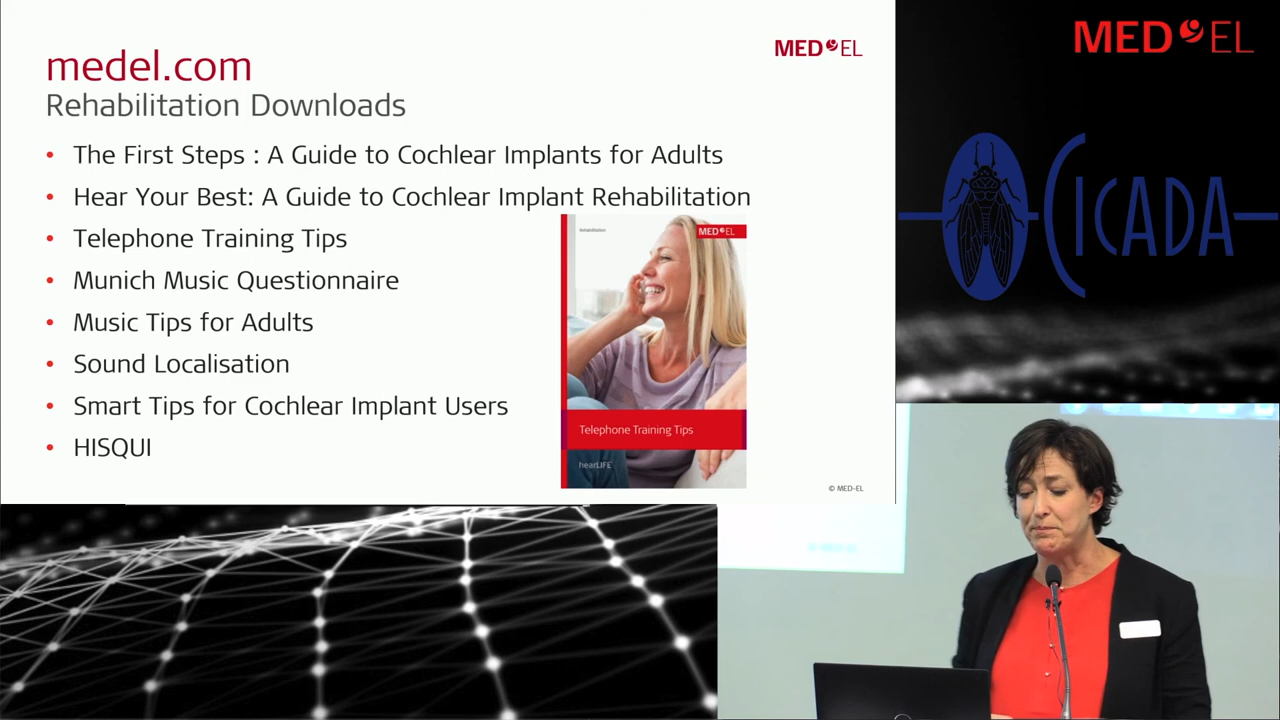 medel.com
Rehabilitation Downloads
MED EL
• The First Steps : A Guide to Cochlear Implants for Adults
• Hear Your Best: A Guide to Cochlear Implant Rehabilitation
• Telephone Training Tips
• Munich Music Questionnaire
• Music Tips for Adults
• Sound Localisation
• Smart Tips for Cochlear Implant Users
• HISQUI
Rehabilitation
MED EL
Telephone Training Tips
hearLIFE
© MED-EL
MED EL
CICADA